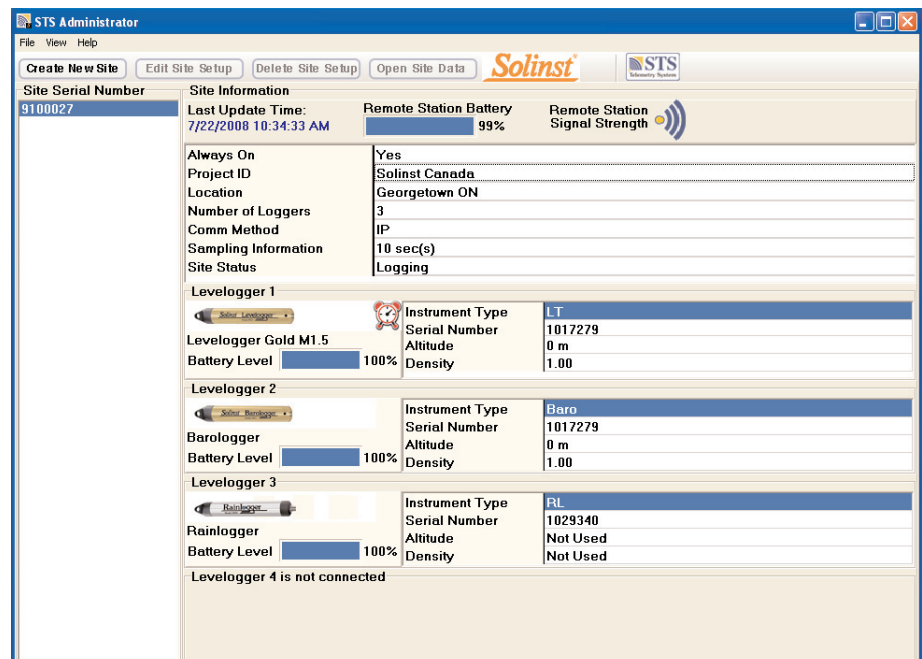 STS Administrator
File View Help
Create New Site Edit Site Setup Delete Site Setup Open Site Data Solinst STS
Telemetry Systems
Site Serial Number Site Information
9100027
Last Update Time: Remote Station Battery Remote Station
7/22/2008 10:34:33 AM 99% Signal Strength
Always On Yes
Project ID Solinst Canada
Location Georgetown ON
Number of Loggers 3
Comm Method IP
Sampling Information 10 sec(s)
Site Status Logging
Levelogger 1
Solinst Levelogger
Levelogger Gold M1.5
Battery Level 100%
Instrument Type LT
Serial Number 1017279
Altitude 0 m
Density 1.00
Levelogger 2
Solinst Barologger
Barologger
Battery Level 100%
Instrument Type Baro
Serial Number 1017279
Altitude 0 m
Density 1.00
Levelogger 3
Rainlogger
Rainlogger
Battery Level 100%
Instrument Type RL
Serial Number 1029340
Altitude Not Used
Density Not Used
Levelogger 4 is not connected